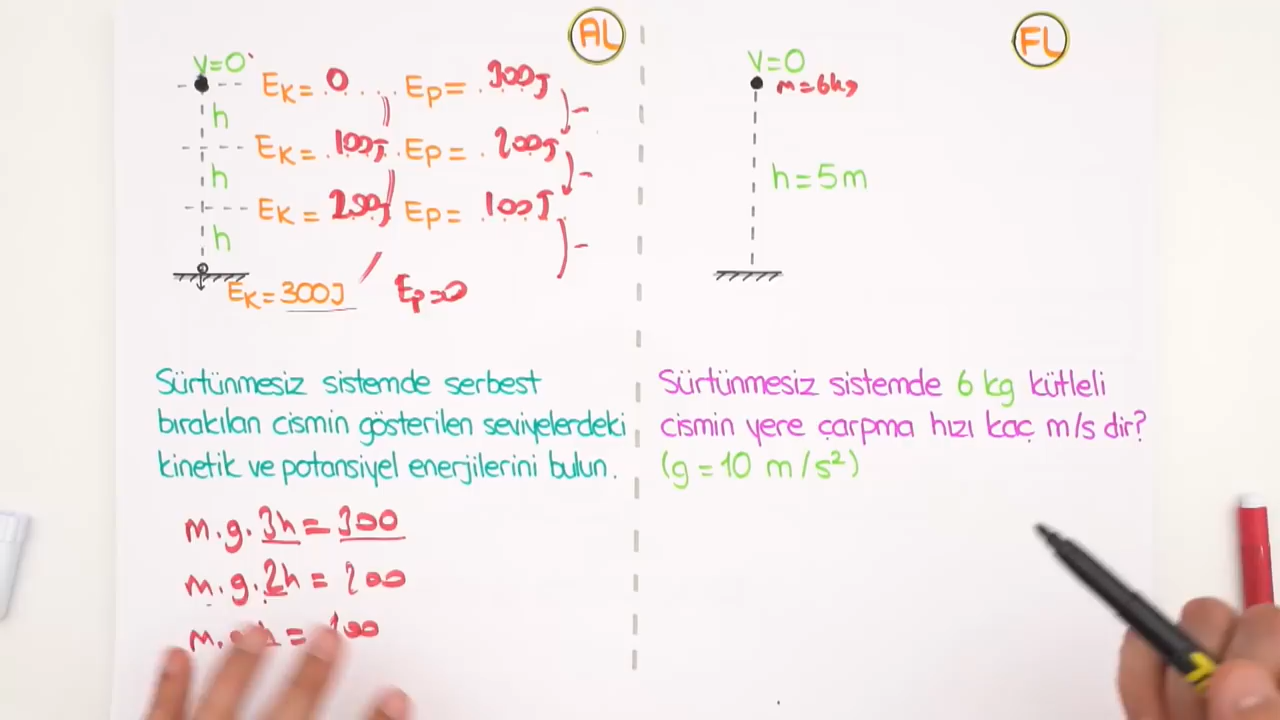 AL
V=0
h
EK= 0 EP= 300J
h
EK= 100J EP= 200J
h
EK= 200J EP= 100J
EK=300J EP=0
Sürtünmesiz sistemde serbest
bırakılan cismin gösterilen seviyelerdeki
kinetik ve potansiyel enerjilerini bulun.
m.g.3h=300
m.g.2h=200
FL
V=0
m=6kg
h=5m
Sürtünmesiz sistemde 6 kg kütleli
cismin yere çarpma hızı kaç m/s dir?
(g=10 m/s²)